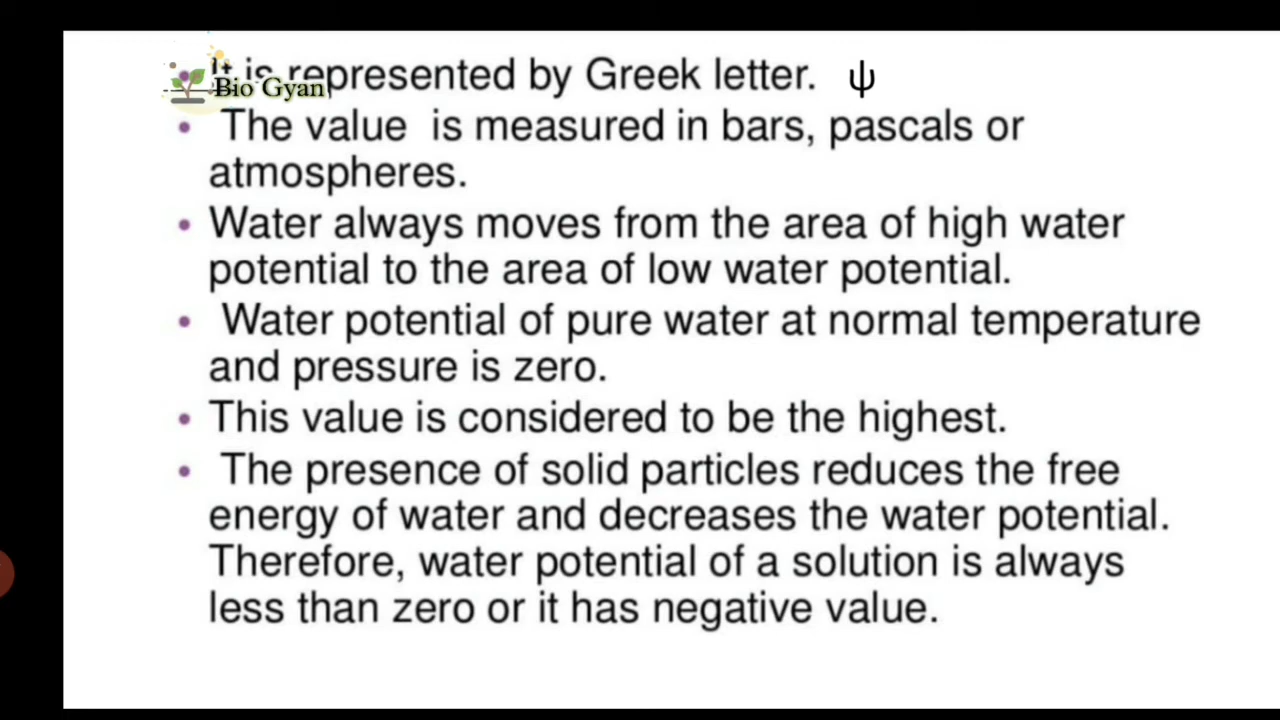 It is represented by Greek letter. ψ
Bio Gyan
• The value is measured in bars, pascals or
atmospheres.
• Water always moves from the area of high water
potential to the area of low water potential.
• Water potential of pure water at normal temperature
and pressure is zero.
• This value is considered to be the highest.
• The presence of solid particles reduces the free
energy of water and decreases the water potential.
Therefore, water potential of a solution is always
less than zero or it has negative value.